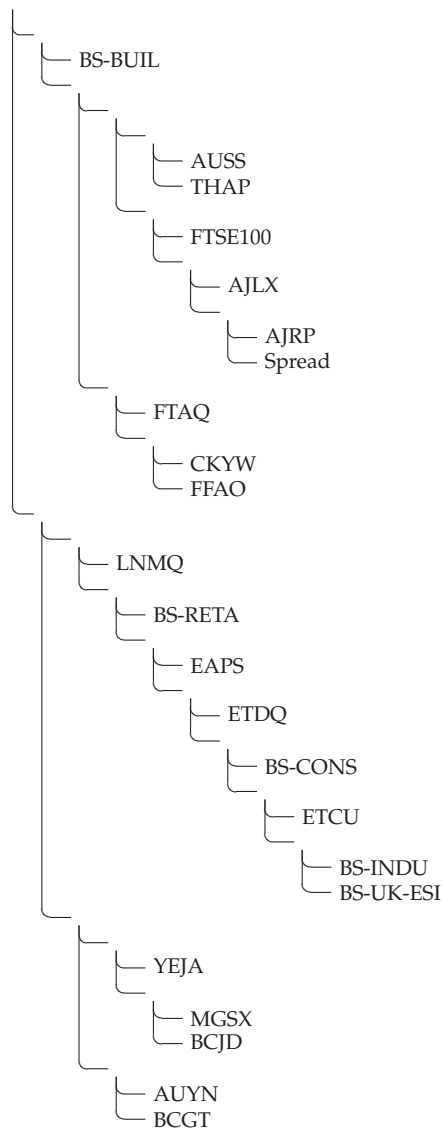 BS-BUIL
AUSS
THAP
FTSE100
AJLX
AJRP
Spread
FTAQ
CKYW
FFAO
LNMQ
BS-RETA
EAPS
ETDQ
BS-CONS
ETCU
BS-INDU
BS-UK-ESI
YEJA
MGSX
BCJD
AUYN
BCGT